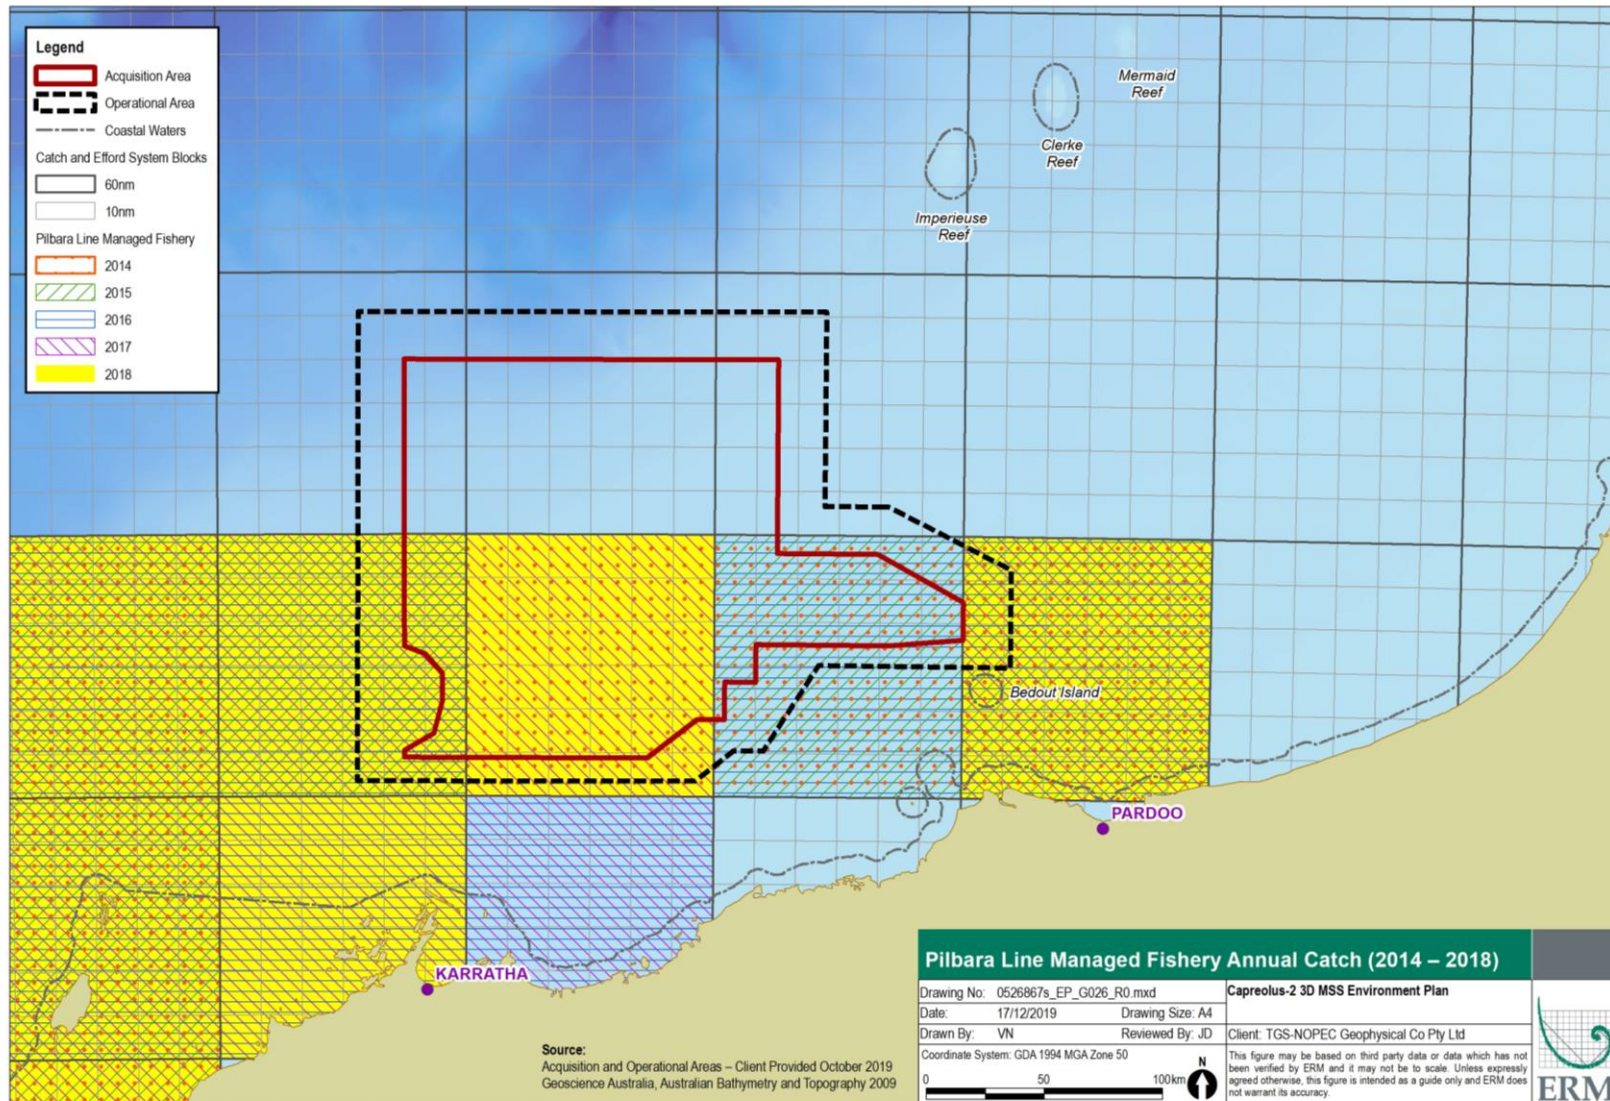 Legend
Acquisition Area
Operational Area
Coastal Waters
Catch and Efford System Blocks
60nm
10nm
Pilbara Line Managed Fishery
2014
2015
2016
2017
2018
Mermaid
Reef
Clerke
Reef
Imperieuse
Reef
Bedout Island
PARDOO
KARRATHA
Source:
Acquisition and Operational Areas – Client Provided October 2019
Geoscience Australia, Australian Bathymetry and Topography 2009
Pilbara Line Managed Fishery Annual Catch (2014 – 2018)
Drawing No: 0526867s_EP_G026_R0.mxd
Capreolus-2 3D MSS Environment Plan
Date: 17/12/2019 Drawing Size: A4
Drawn By: VN Reviewed By: JD
Client: TGS-NOPEC Geophysical Co Pty Ltd
Coordinate System: GDA 1994 MGA Zone 50
N
0 50 100km
This figure may be based on third party data or data which has not
been verified by ERM and it may not be to scale. Unless expressly
agreed otherwise, this figure is intended as a guide only and ERM does
not warrant its accuracy.
ERM